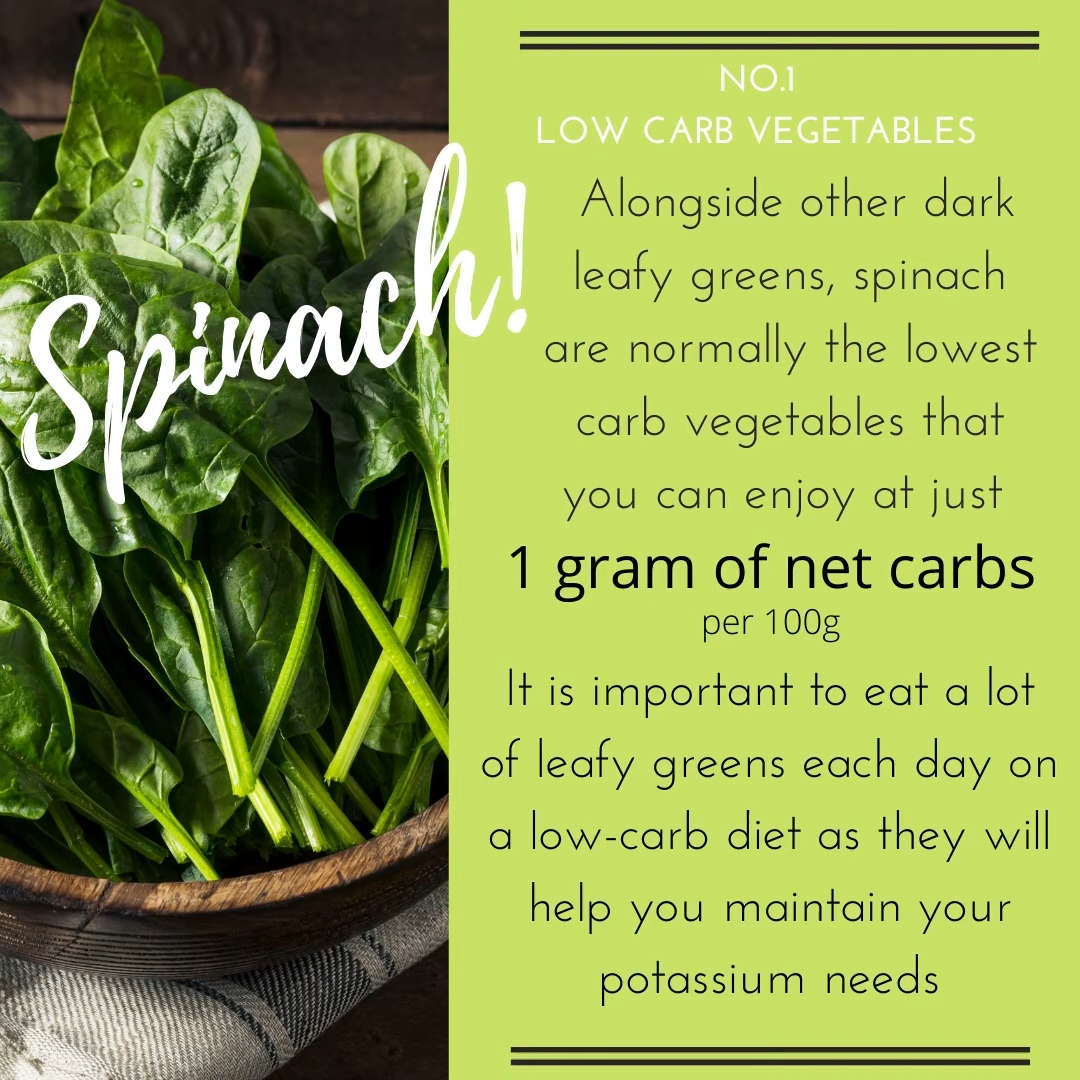 Spinach!
NO.1
LOW CARB VEGETABLES
Alongside other dark
leafy greens, spinach
are normally the lowest
carb vegetables that
you can enjoy at just
1 gram of net carbs
per 100g
It is important to eat a lot
of leafy greens each day on
a low-carb diet as they will
help you maintain your
potassium needs